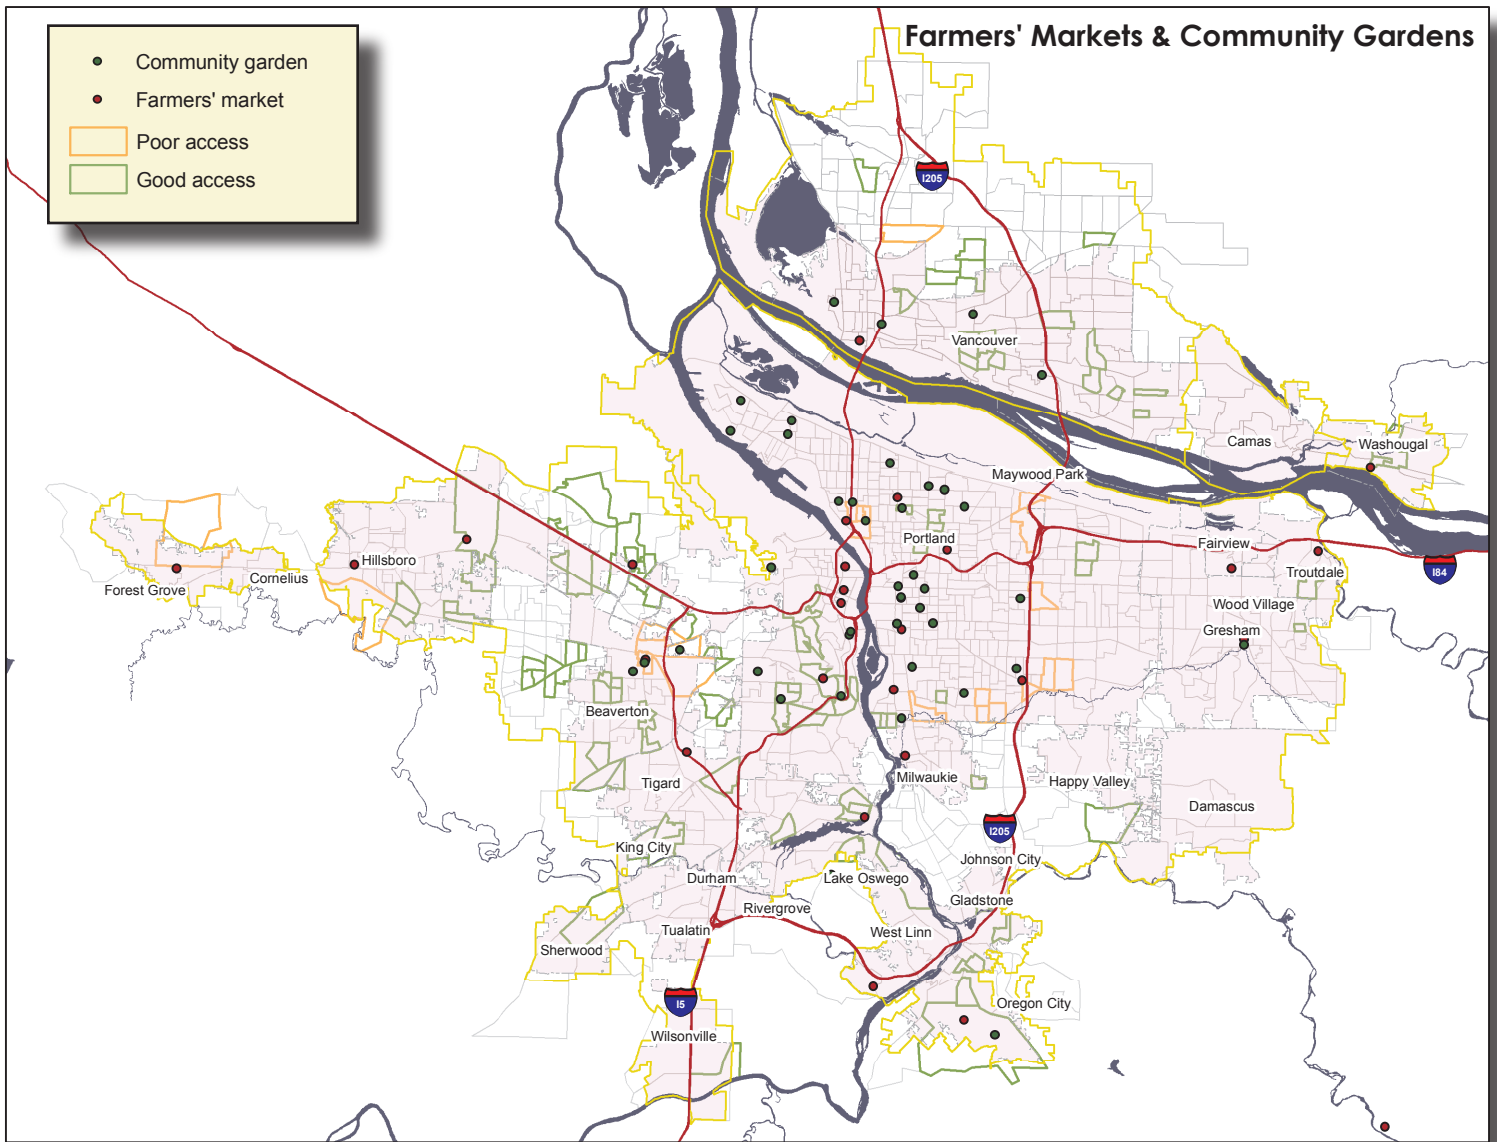 Farmers' Markets & Community Gardens
Community garden
Farmers' market
Poor access
Good access
I205
Vancouver
Camas
Washougal
Maywood Park
Portland
Fairview
Troutdale
I84
Hillsboro
Cornelius
Forest Grove
Wood Village
Gresham
Beaverton
Tigard
Milwaukie
Happy Valley
Damascus
I205
King City
Johnson City
Durham
Lake Oswego
Gladstone
Rivergrove
West Linn
Tualatin
Sherwood
I5
Oregon City
Wilsonville